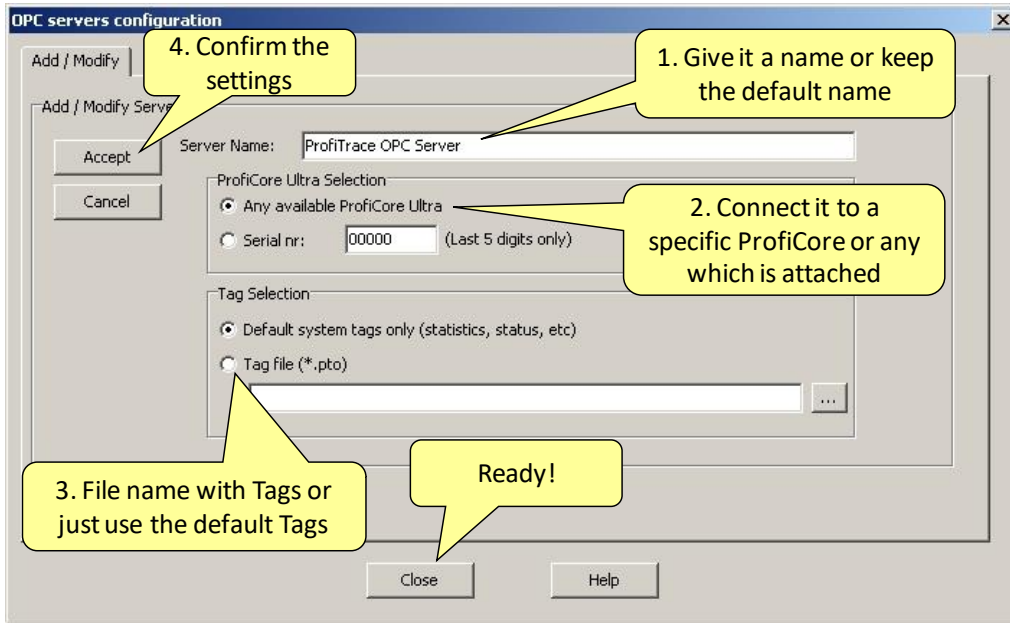 OPC servers configuration
4. Confirm the
settings
1. Give it a name or keep
the default name
Add / Modify
Add / Modify Serve
Accept
Server Name:
ProfiTrace OPC Server
Cancel
ProfiCore Ultra Selection
Any available ProfiCore Ultra
Serial nr:
00000
(Last 5 digits only)
2. Connect it to a
specific ProfiCore or any
which is attached
Tag Selection
Default system tags only (statistics, status, etc)
Tag file (*.pto)
...
3. File name with Tags or
just use the default Tags
Ready!
Close
Help